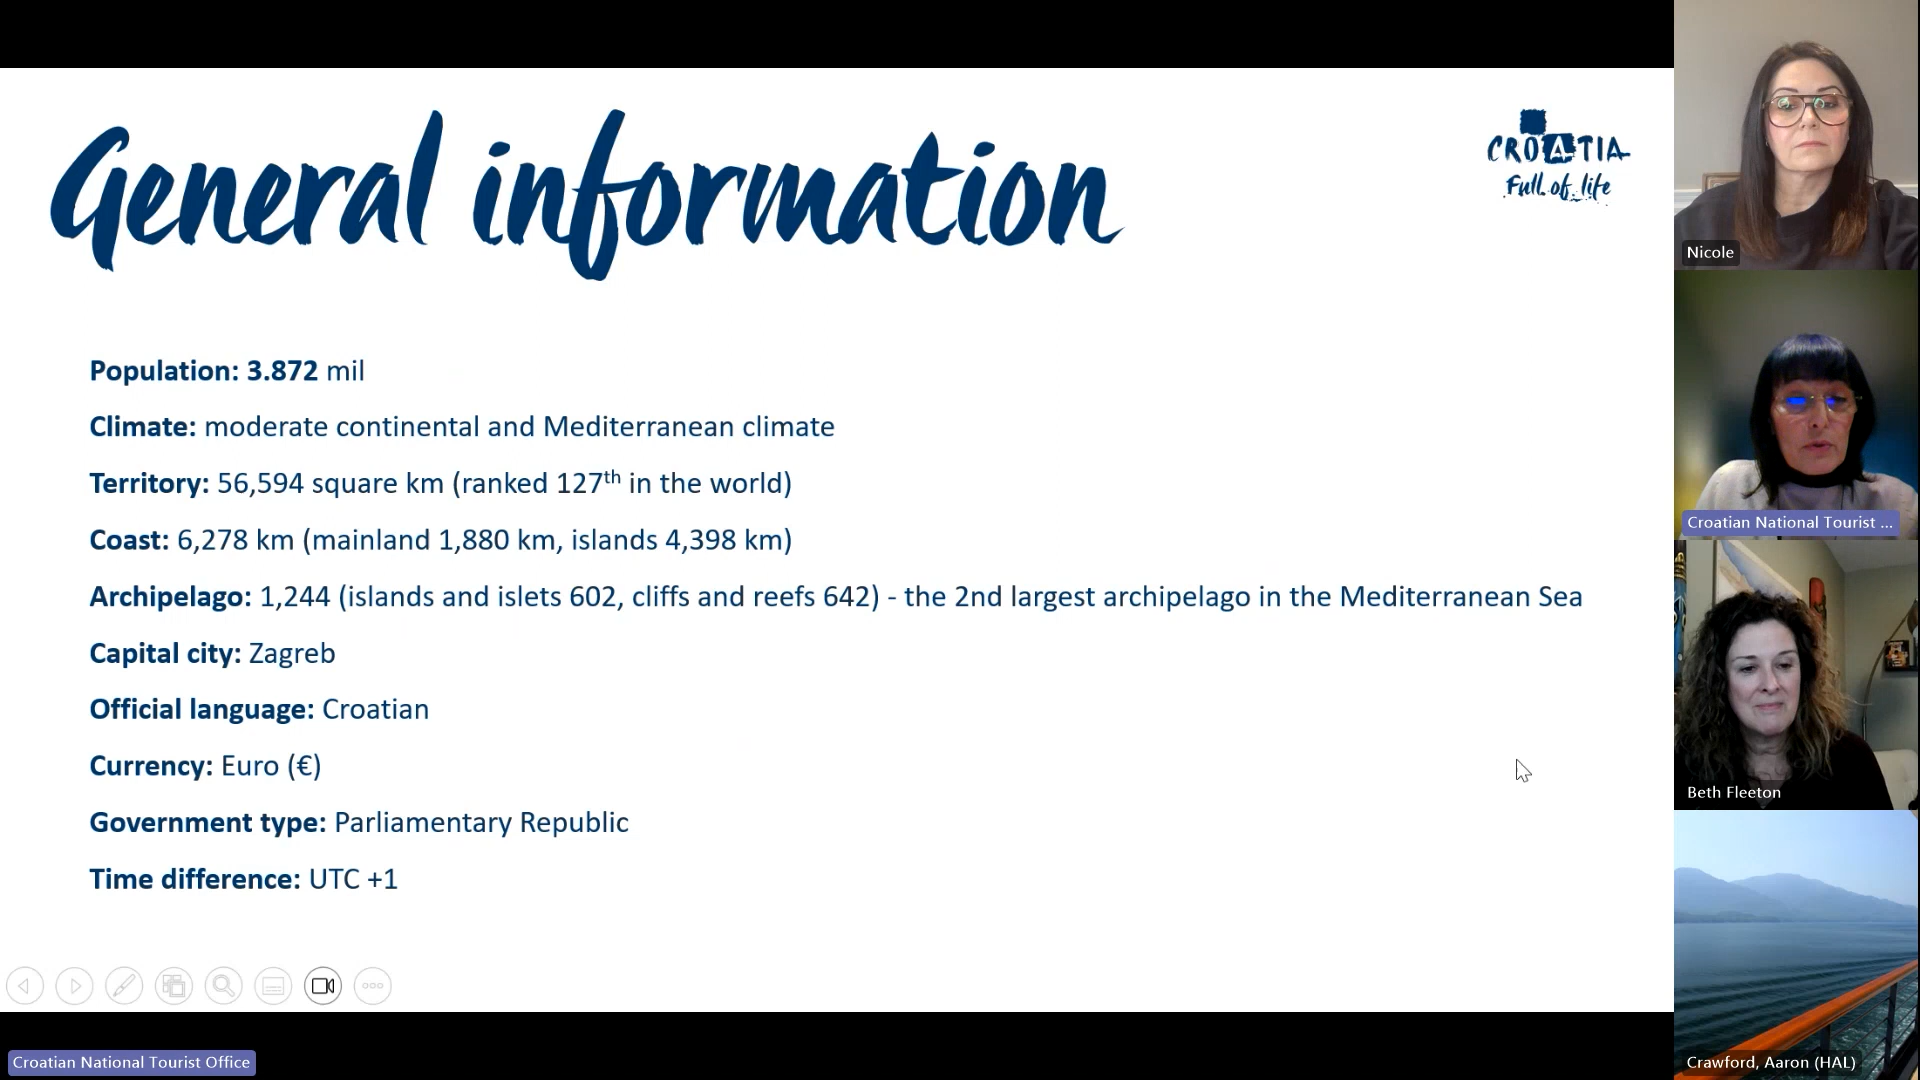 General information
CROATIA
Full of life
Population: 3.872 mil
Climate: moderate continental and Mediterranean climate
Territory: 56,594 square km (ranked 127th in the world)
Coast: 6,278 km (mainland 1,880 km, islands 4,398 km)
Archipelago: 1,244 (islands and islets 602, cliffs and reefs 642) - the 2nd largest archipelago in the Mediterranean Sea
Capital city: Zagreb
Official language: Croatian
Currency: Euro (€)
Government type: Parliamentary Republic
Time difference: UTC +1
Croatian National Tourist Office
Nicole
Croatian National Tourist ...
Beth Fleeton
Crawford, Aaron (HAL)